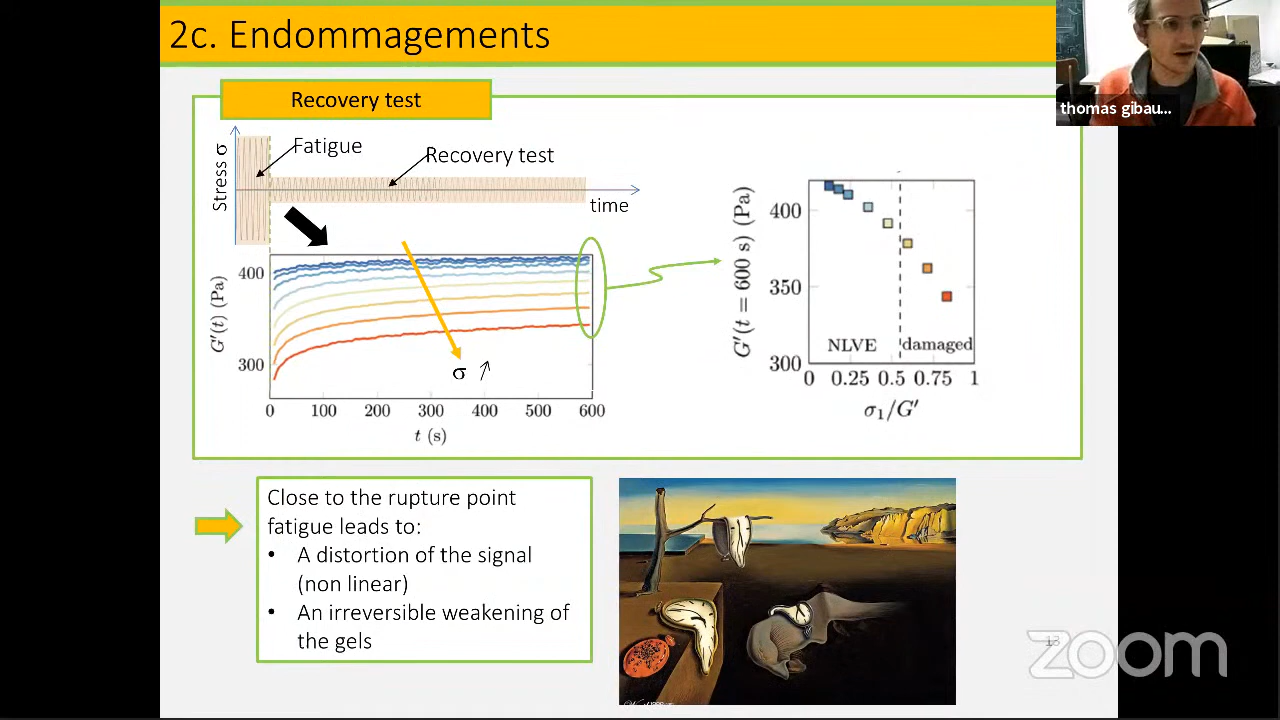 2c. Endommagements
thomas gibau...
Recovery test
Fatigue
Recovery test
Stress σ
time
G′(t) (Pa)
400
300
σ ↗
0 100 200 300 400 500 600
t (s)
G′(t = 600 s) (Pa)
400
350
300
NLVE damaged
0 0.25 0.5 0.75 1
σ₁/G′
Close to the rupture point
fatigue leads to:
• A distortion of the signal
(non linear)
• An irreversible weakening of
the gels
13
zoom